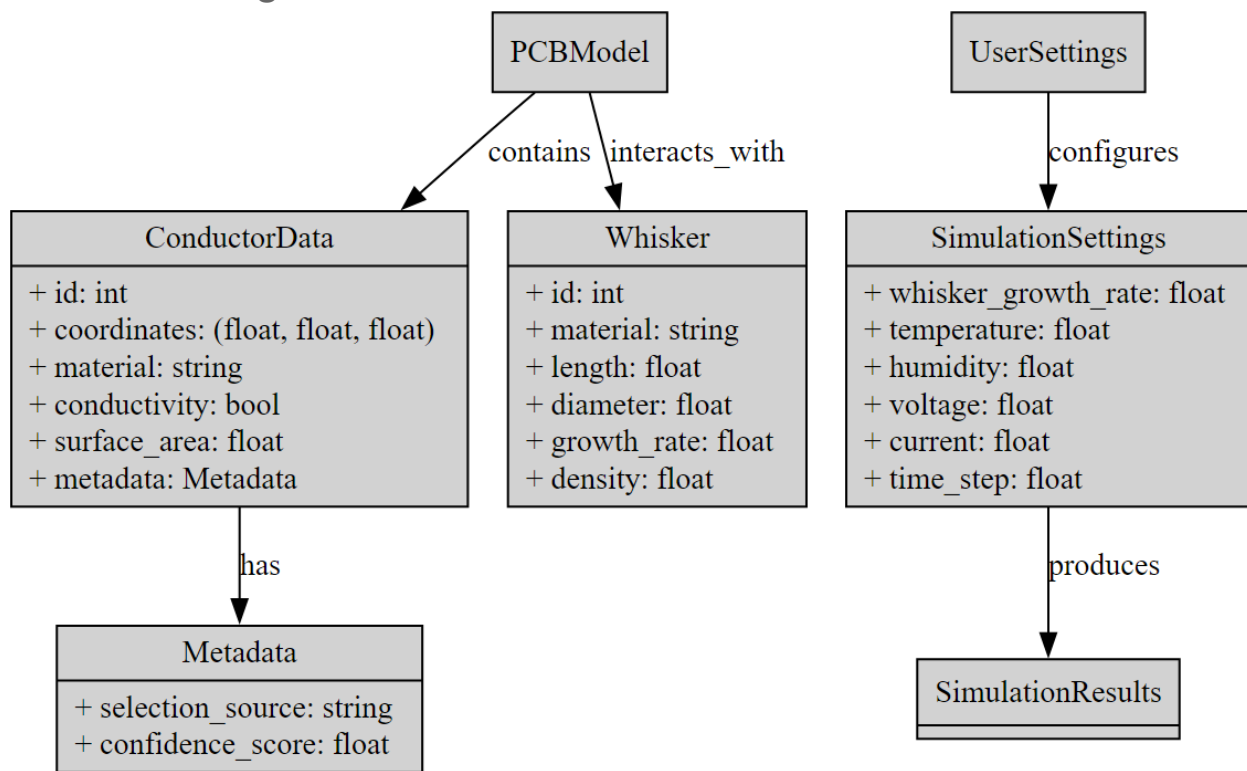 PCBModel
UserSettings
contains
interacts_with
configures
ConductorData
+ id: int
+ coordinates: (float, float, float)
+ material: string
+ conductivity: bool
+ surface_area: float
+ metadata: Metadata
Whisker
+ id: int
+ material: string
+ length: float
+ diameter: float
+ growth_rate: float
+ density: float
SimulationSettings
+ whisker_growth_rate: float
+ temperature: float
+ humidity: float
+ voltage: float
+ current: float
+ time_step: float
has
produces
Metadata
+ selection_source: string
+ confidence_score: float
SimulationResults